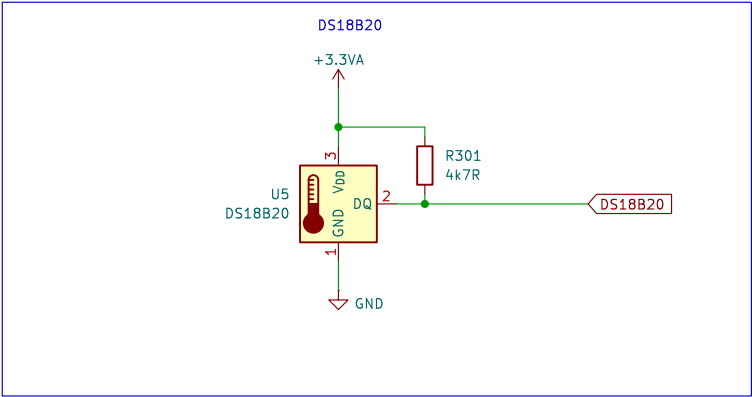 DS18B20
+3.3VA
3
R301
4k7R
U5
DS18B20
VDD
DQ
2
GND
DS18B20
1
GND